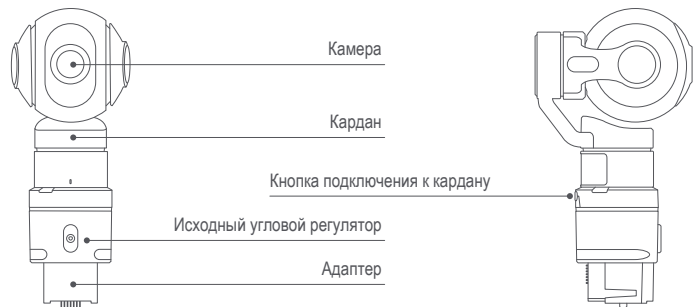 Камера
Кардан
Кнопка подключения к кардану
Исходный угловой регулятор
Адаптер